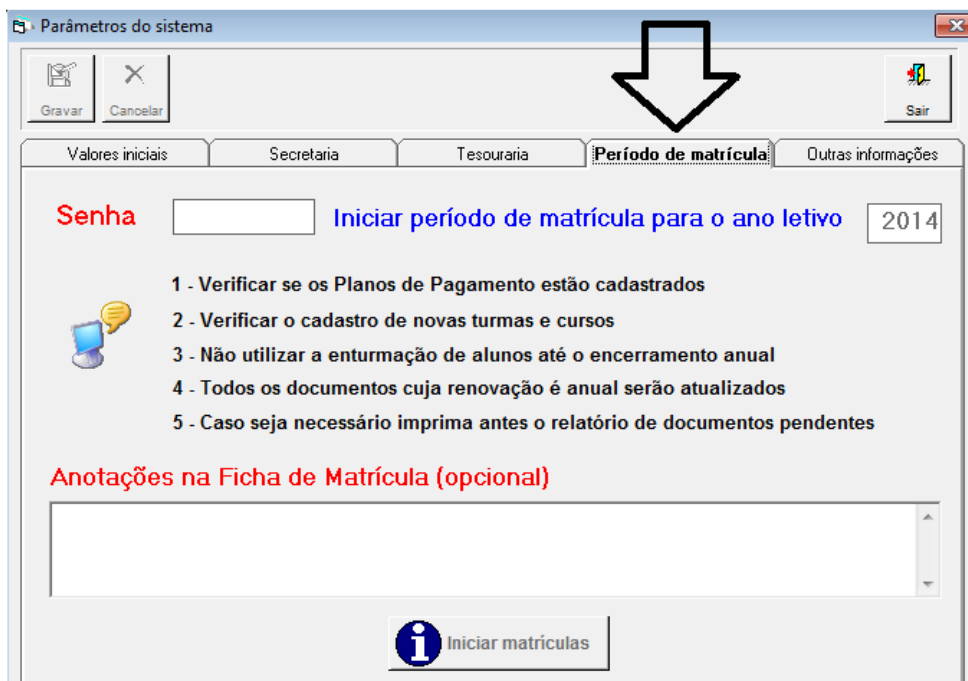 Parâmetros do sistema
Gravar
Cancelar
Sair
Valores iniciais
Secretaria
Tesouraria
Período de matrícula
Outras informações
Senha
Iniciar período de matrícula para o ano letivo
2014
1 - Verificar se os Planos de Pagamento estão cadastrados
2 - Verificar o cadastro de novas turmas e cursos
3 - Não utilizar a enturmação de alunos até o encerramento anual
4 - Todos os documentos cuja renovação é anual serão atualizados
5 - Caso seja necessário imprima antes o relatório de documentos pendentes
Anotações na Ficha de Matrícula (opcional)
Iniciar matrículas